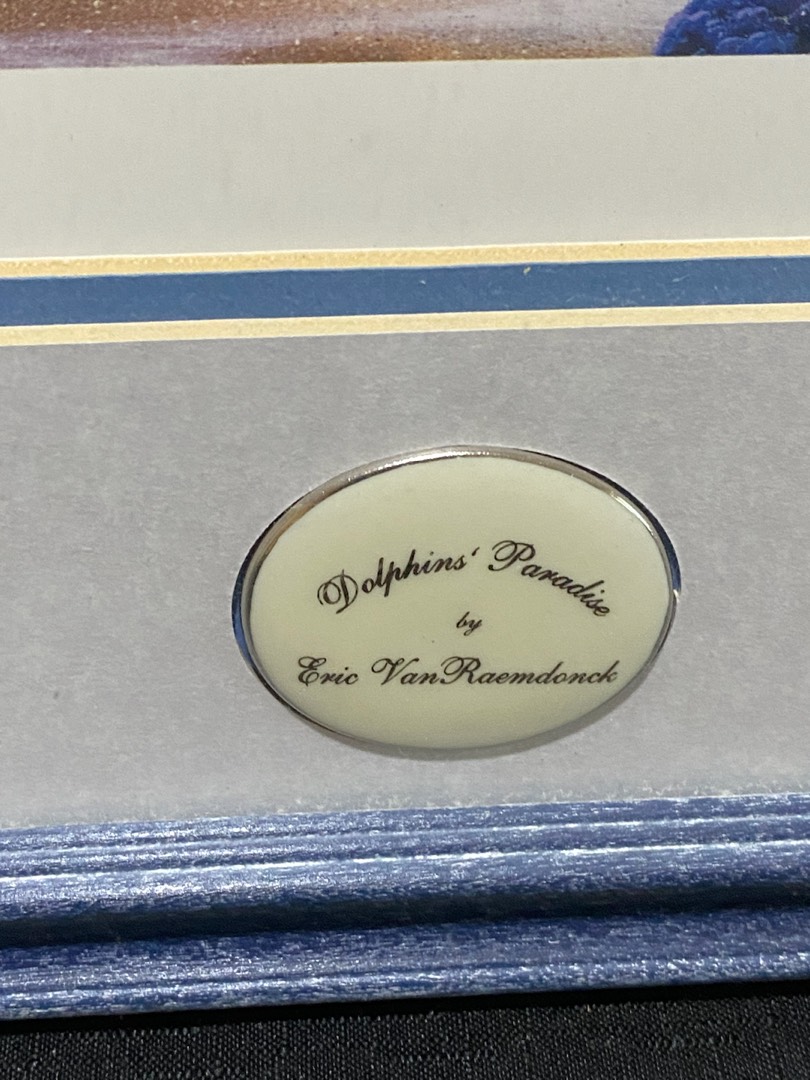 Dolphins' Paradise
by
Eric VanRaemdonck